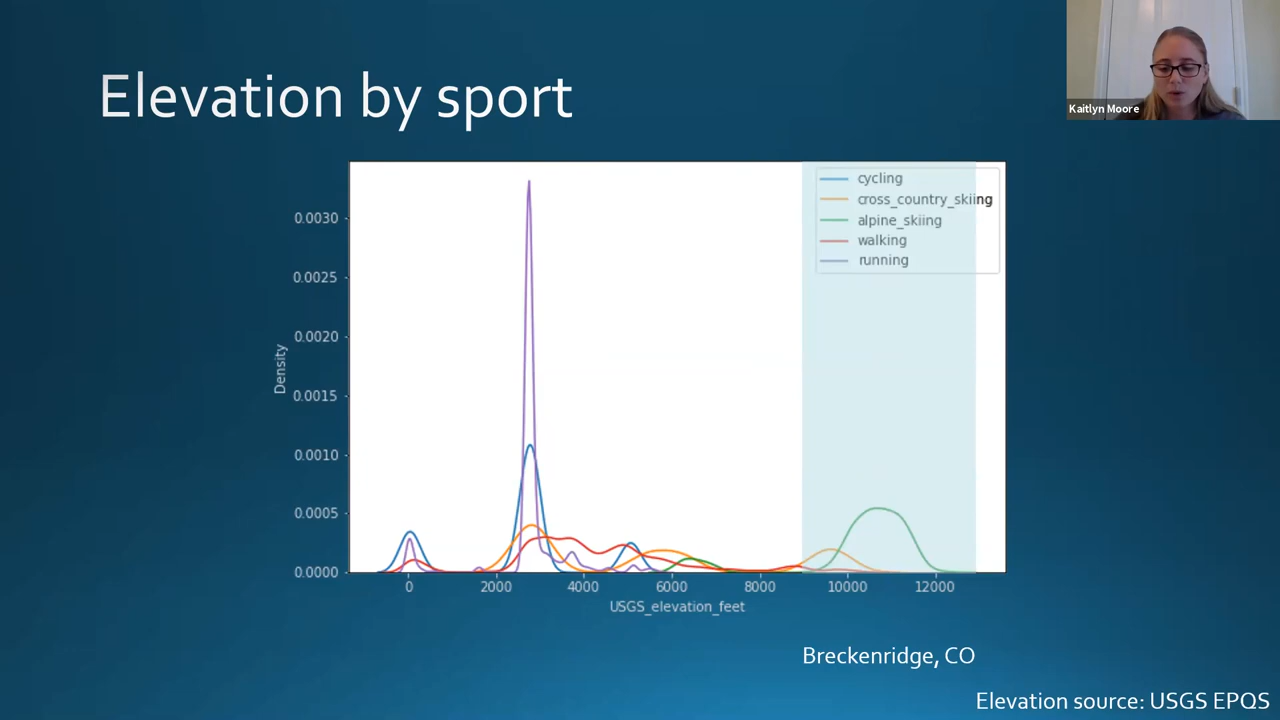 Elevation by sport
Kaitlyn Moore
cycling
cross_country_skiing
alpine_skiing
walking
running
0.0030
0.0025
0.0020
0.0015
0.0010
0.0005
0.0000
Density
0 2000 4000 6000 8000 10000 12000
USGS_elevation_feet
Breckenridge, CO
Elevation source: USGS EPQS